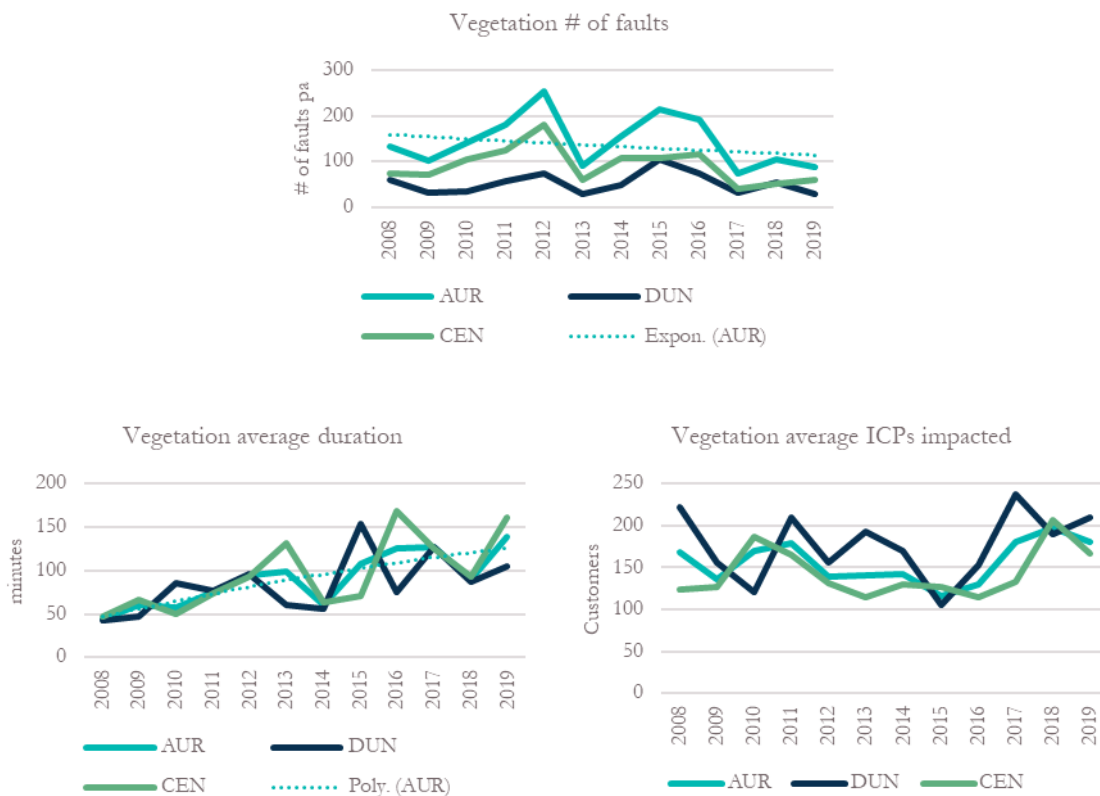 Vegetation # of faults
# of faults pa
300
200
100
0
2008 2009 2010 2011 2012 2013 2014 2015 2016 2017 2018 2019
AUR DUN
CEN Expon. (AUR)
Vegetation average duration
miinutes
200
150
100
50
0
2008 2009 2010 2011 2012 2013 2014 2015 2016 2017 2018 2019
AUR DUN
CEN Poly. (AUR)
Vegetation average ICPs impacted
Customers
250
200
150
100
50
0
2008 2009 2010 2011 2012 2013 2014 2015 2016 2017 2018 2019
AUR DUN CEN